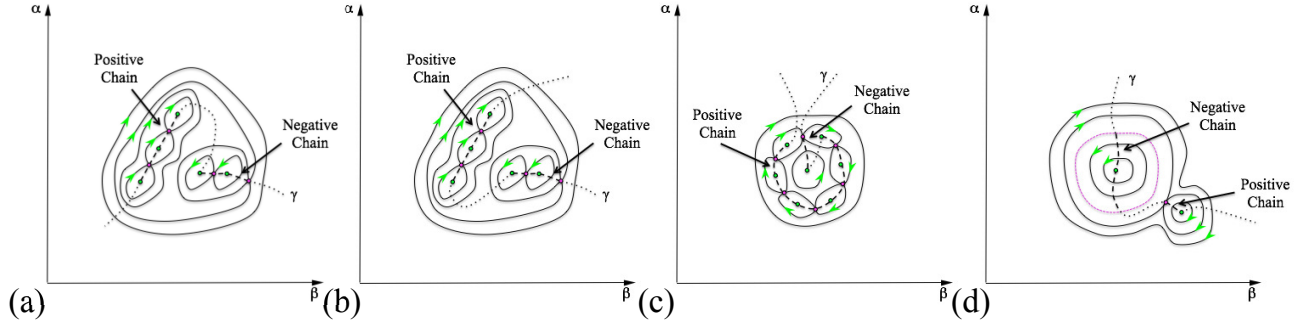 α
Positive
Chain
Negative
Chain
γ
(a)
β
α
Positive
Chain
Negative
Chain
γ
(b)
β
α
γ
Negative
Chain
Positive
Chain
(c)
β
α
γ
Negative
Chain
Positive
Chain
(d)
β